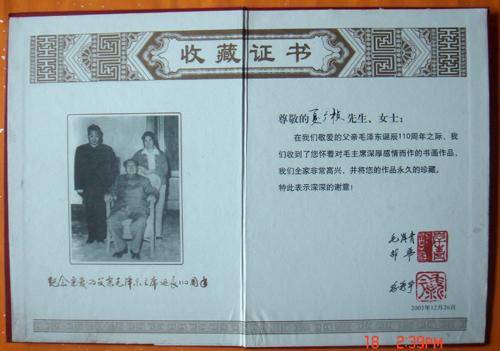 收藏证书
尊敬的 先生、女士：
在我们敬爱的父亲毛泽东诞辰110周年之际，我
们收到了您怀着对毛主席深厚感情而作的书画作品，
我们全家非常高兴，并将您的作品永久的珍藏。
特此表示深深的谢意！
毛岸青
邵华
毛新宇
2003年12月26日
纪念亲爱的父亲毛泽东主席诞辰110周年
18 2:39PM